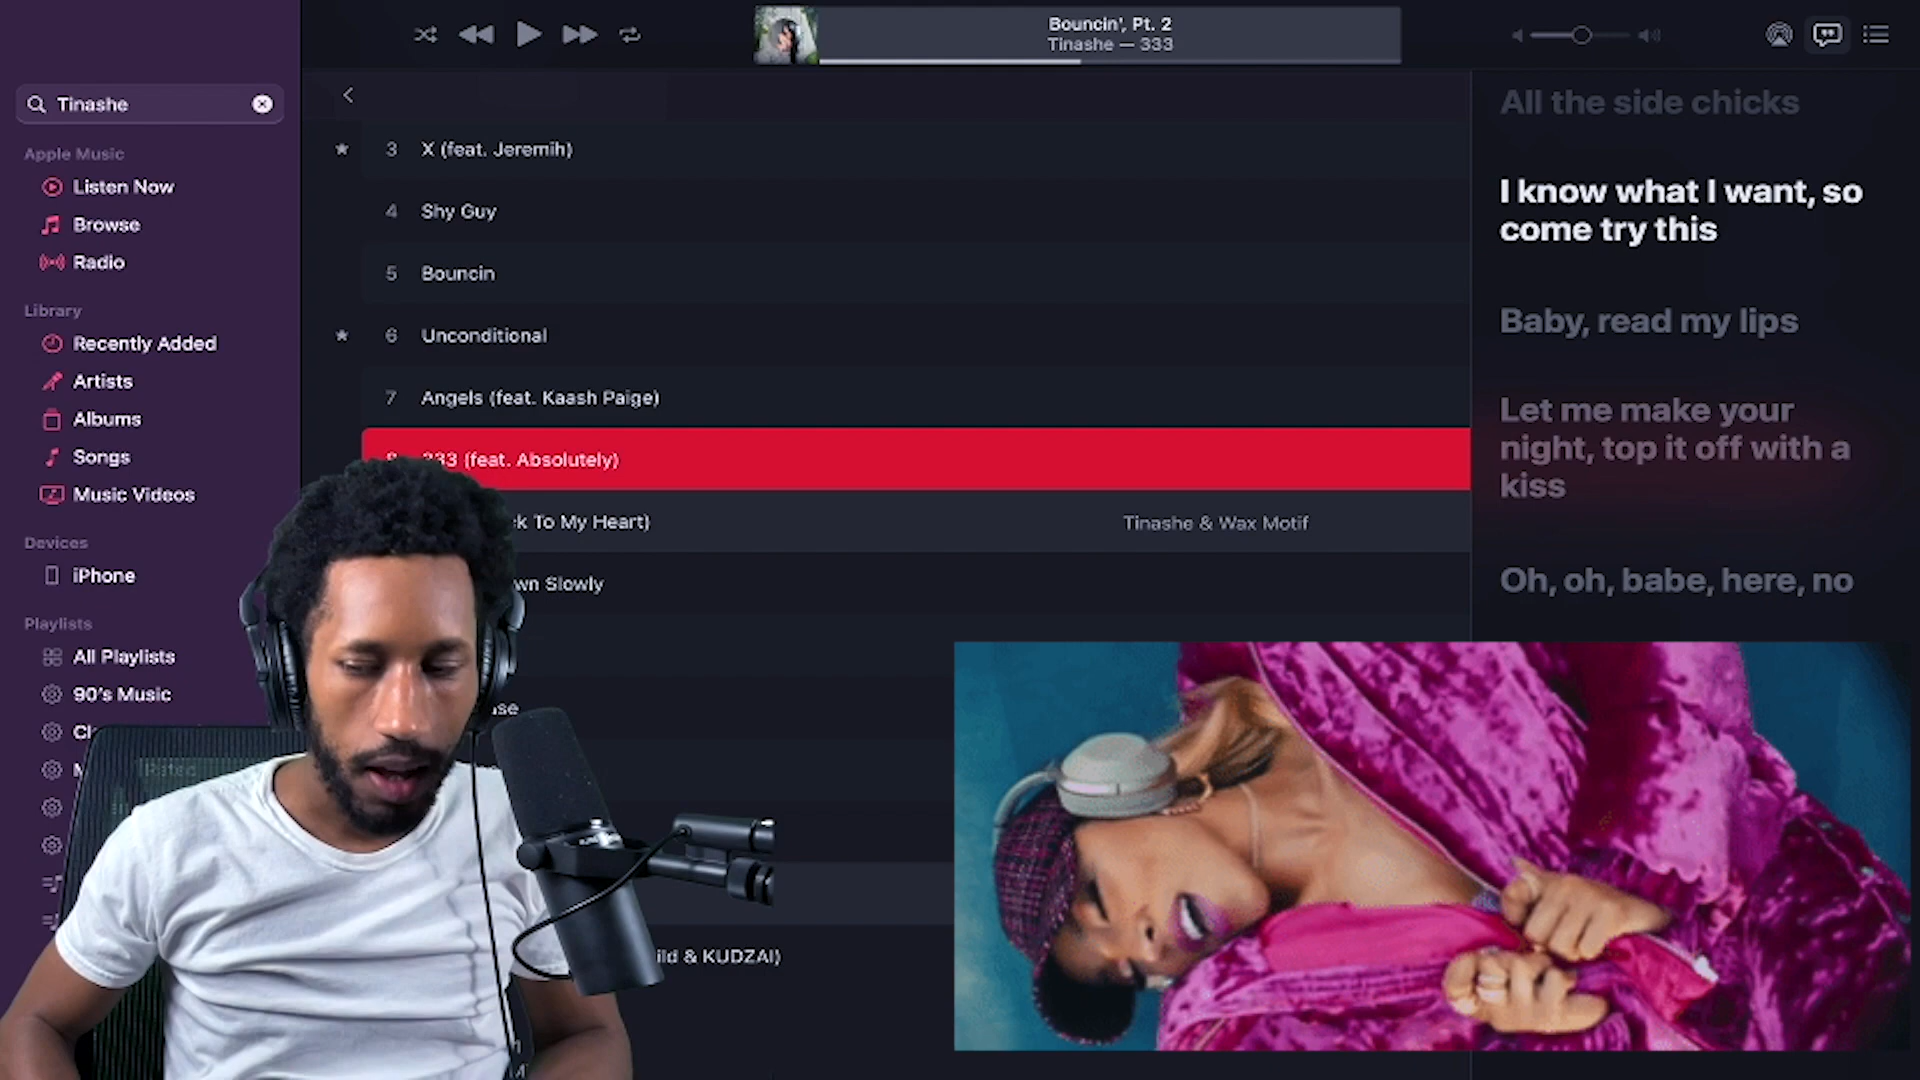 Bouncin', Pt. 2
Tinashe — 333
Tinashe
Apple Music
Listen Now
Browse
Radio
Library
Recently Added
Artists
Albums
Songs
Music Videos
Devices
iPhone
Playlists
All Playlists
90's Music
3 X (feat. Jeremih)
4 Shy Guy
5 Bouncin
6 Unconditional
7 Angels (feat. Kaash Paige)
333 (feat. Absolutely)
ck To My Heart)
Tinashe & Wax Motif
wn Slowly
KUDZAI)
All the side chicks
I know what I want, so
come try this
Baby, read my lips
Let me make your
night, top it off with a
kiss
Oh, oh, babe, here, no